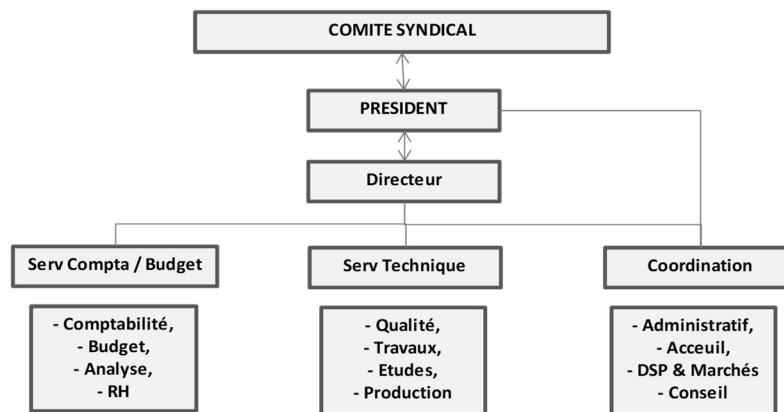 COMITE SYNDICAL
PRESIDENT
Directeur
Serv Compta / Budget
Serv Technique
Coordination
- Comptabilité,
- Budget,
- Analyse,
- RH
- Qualité,
- Travaux,
- Etudes,
- Production
- Administratif,
- Acceuil,
- DSP & Marchés
- Conseil